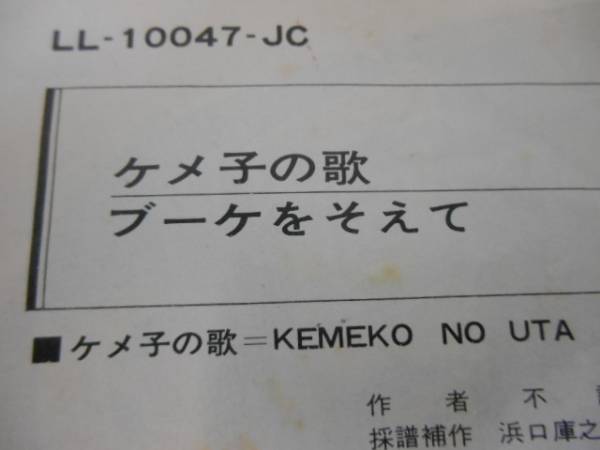 LL-10047-JC
ケメ子の歌
ブーケをそえて
■ケメ子の歌=KEMEKO NO UTA
作者不
採譜補作 浜口庫之